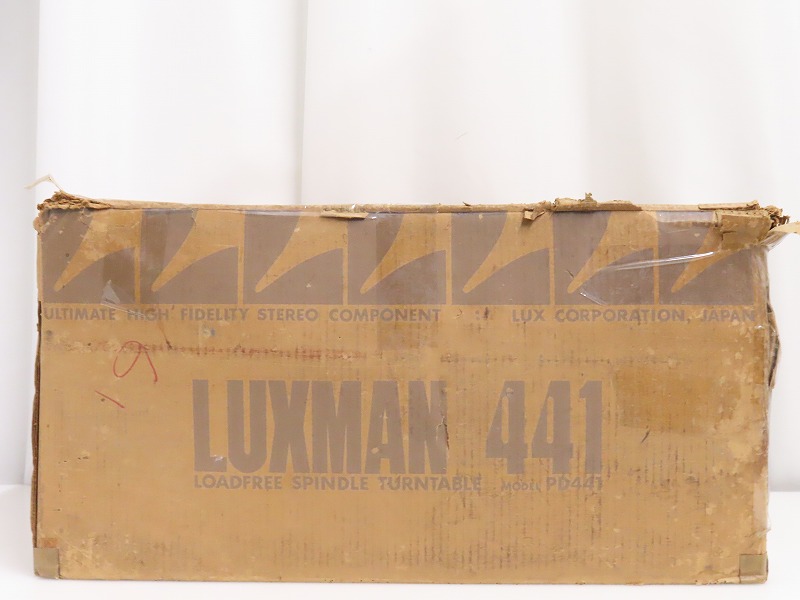 ULTIMATE HIGH FIDELITY STEREO COMPONENT LUX CORPORATION, JAPAN
LUXMAN 441
LOADFREE SPINDLE TURNTABLE MODEL PD441